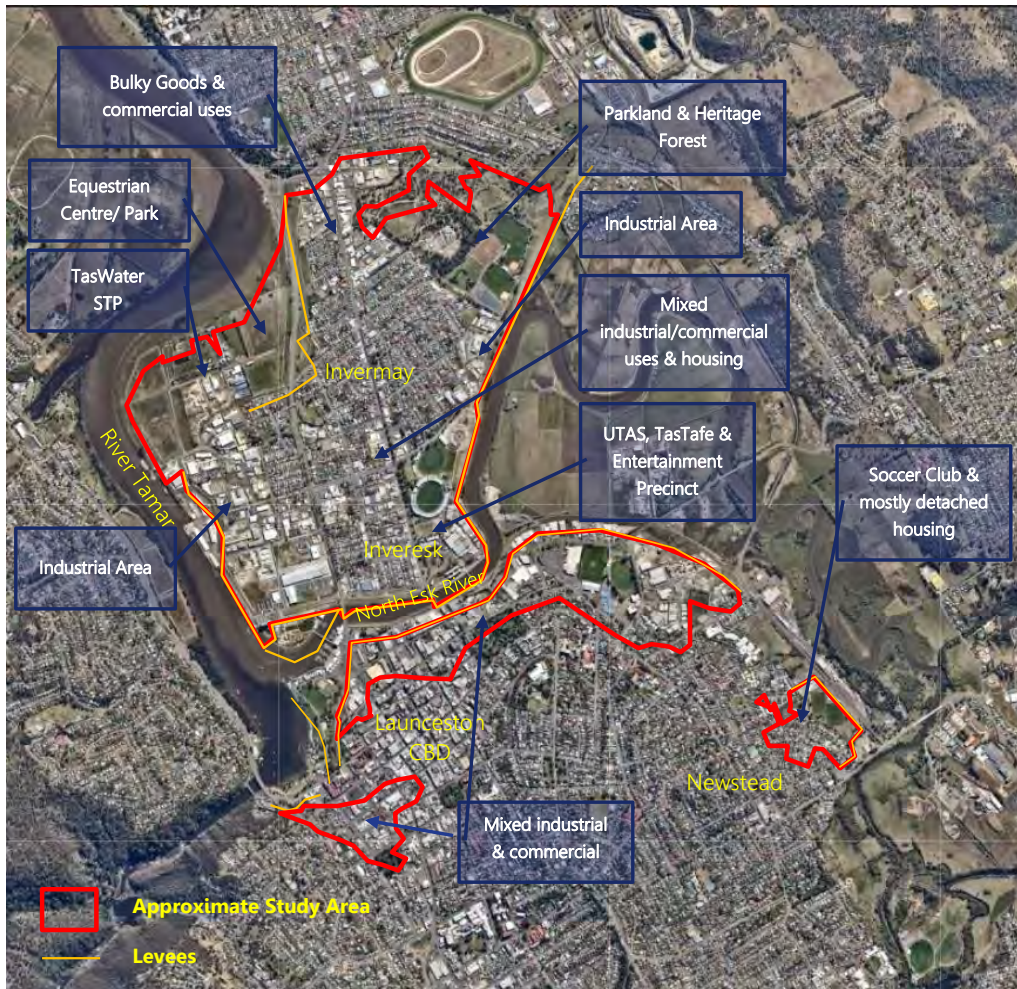 Bulky Goods &
commercial uses
Parkland & Heritage
Forest
Equestrian
Centre/ Park
Industrial Area
TasWater
STP
Mixed
industrial/commercial
uses & housing
Invermay
UTAS, TasTafe &
Entertainment
Precinct
River Tamar
Soccer Club &
mostly detached
housing
Industrial Area
Inveresk
North Esk River
Launceston
CBD
Newstead
Mixed industrial
& commercial
Approximate Study Area
Levees